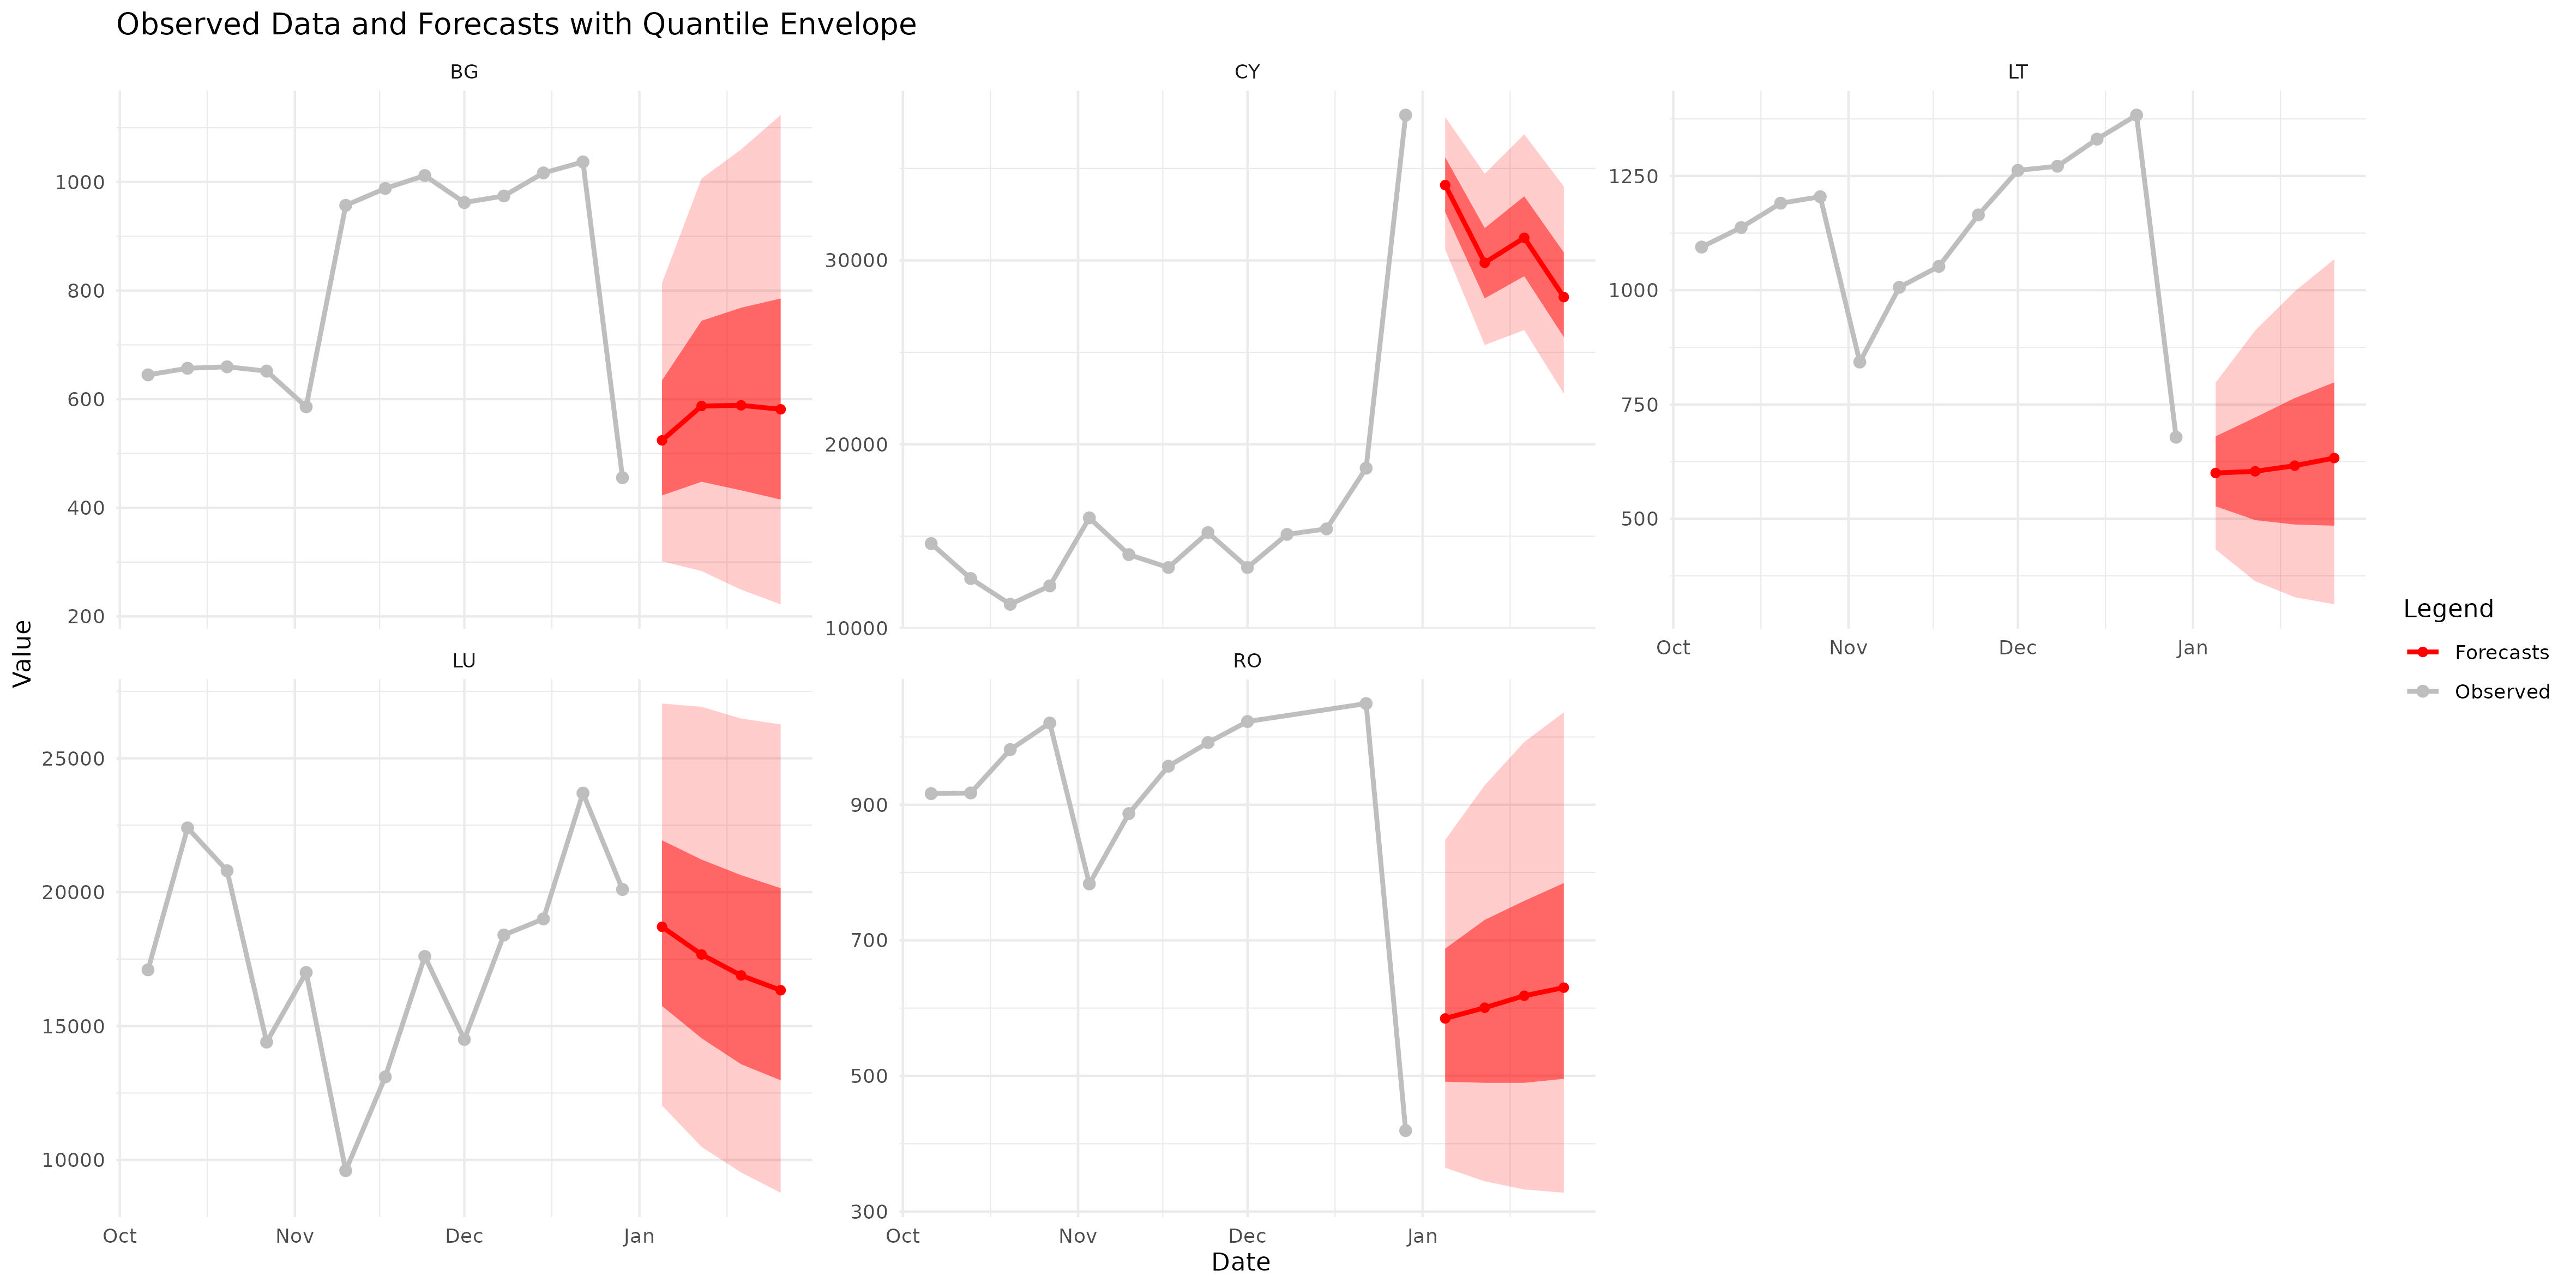 Observed Data and Forecasts with Quantile Envelope
BG
CY
LT
1000
800
600
400
200
30000
20000
10000
1250
1000
750
500
Oct
Nov
Dec
Jan
Value
LU
RO
25000
20000
15000
10000
900
700
500
300
Oct
Nov
Dec
Jan
Oct
Nov
Dec
Jan
Date
Legend
Forecasts
Observed